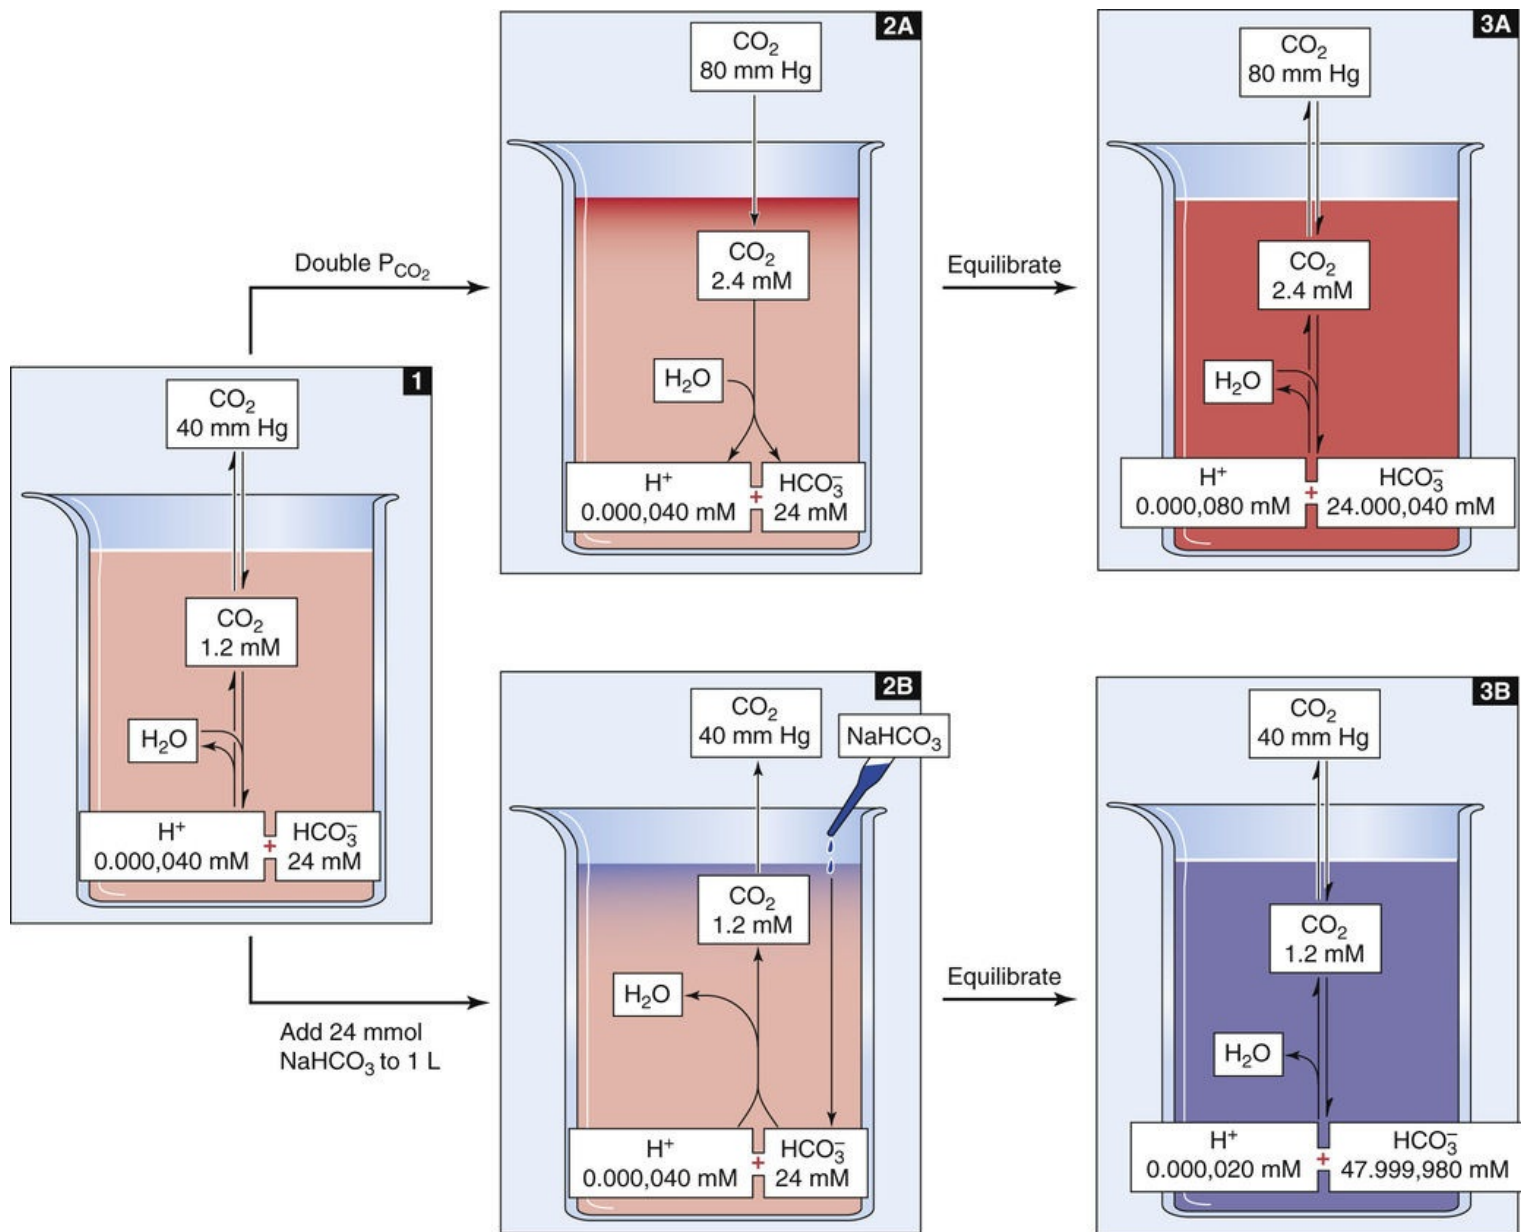 1
CO₂
40 mm Hg
CO₂
1.2 mM
H₂O
H⁺
0.000,040 mM
+
HCO₃⁻
24 mM
Double P_CO₂
2A
CO₂
80 mm Hg
CO₂
2.4 mM
H₂O
H⁺
0.000,040 mM
+
HCO₃⁻
24 mM
Equilibrate
3A
CO₂
80 mm Hg
CO₂
2.4 mM
H₂O
H⁺
0.000,080 mM
+
HCO₃⁻
24.000,040 mM
Add 24 mmol
NaHCO₃ to 1 L
2B
CO₂
40 mm Hg
NaHCO₃
CO₂
1.2 mM
H₂O
H⁺
0.000,040 mM
+
HCO₃⁻
24 mM
Equilibrate
3B
CO₂
40 mm Hg
CO₂
1.2 mM
H₂O
H⁺
0.000,020 mM
+
HCO₃⁻
47.999,980 mM